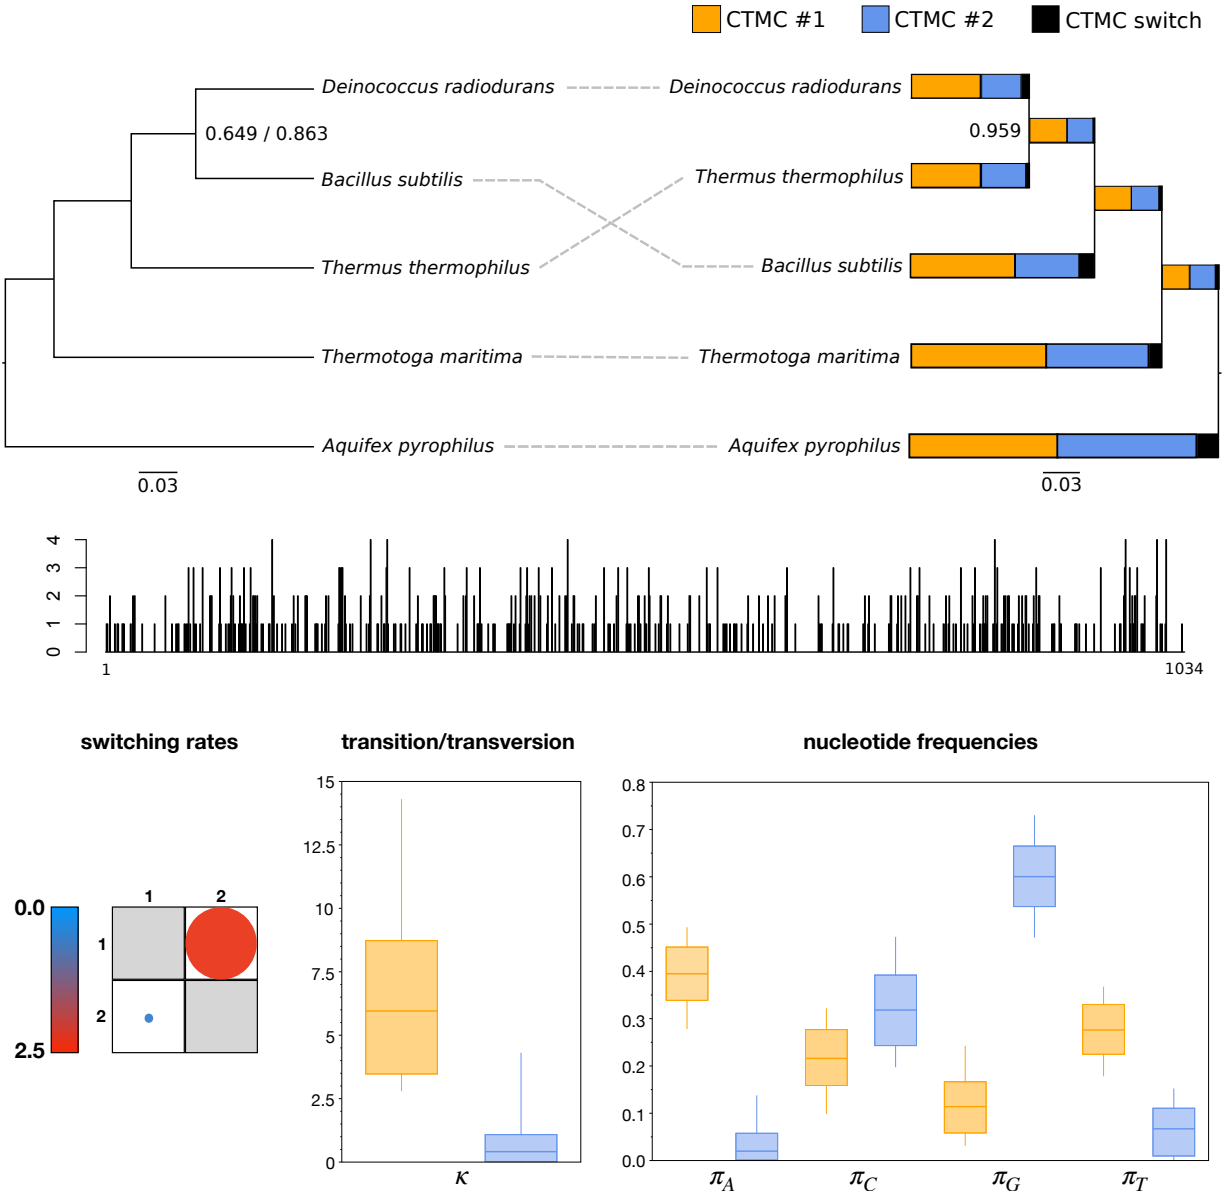 CTMC #1 CTMC #2 CTMC switch
Deinococcus radiodurans Deinococcus radiodurans
0.649 / 0.863 0.959
Bacillus subtilis Thermus thermophilus
Thermus thermophilus Bacillus subtilis
Thermotoga maritima Thermotoga maritima
Aquifex pyrophilus Aquifex pyrophilus
0.03 0.03
4
3
2
1
0
1 1034
switching rates transition/transversion nucleotide frequencies
0.0
2.5
1 2
1
2
15
12.5
10
7.5
5
2.5
0
κ
0.8
0.7
0.6
0.5
0.4
0.3
0.2
0.1
0.0
π_A π_C π_G π_T